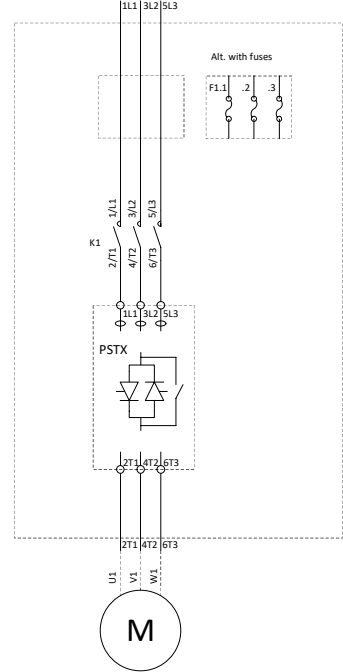 1L1 3L2 5L3
Alt. with fuses
F1.1 .2 .3
1/L1 3/L2 5/L3
K1
2/T1 4/T2 6/T3
1L1 3L2 5L3
PSTX
2T1 4T2 6T3
2T1 4T2 6T3
U1 V1 W1
M